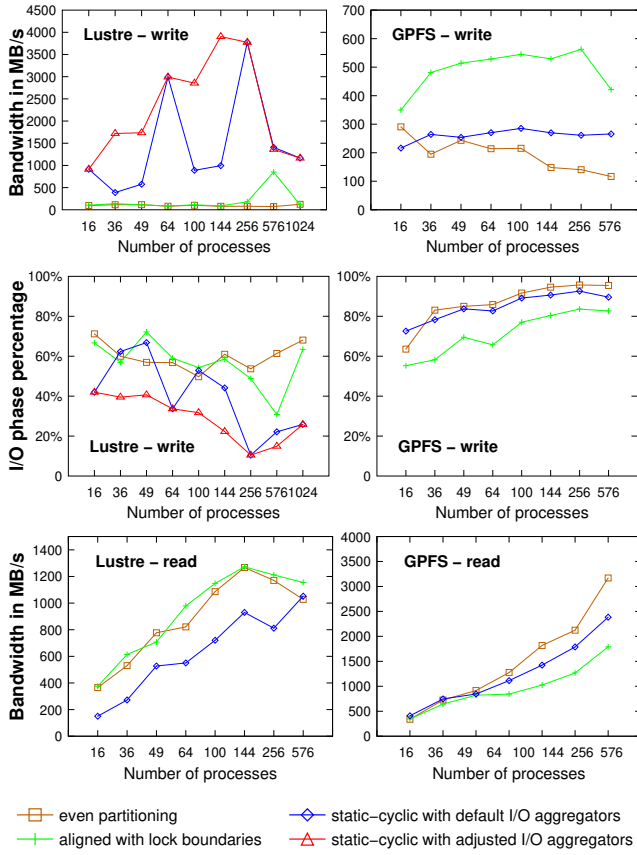 Lustre – write
Bandwidth in MB/s
4500
4000
3500
3000
2500
2000
1500
1000
500
0
16 36 49 64 100 144 256 576 1024
Number of processes
GPFS – write
700
600
500
400
300
200
100
0
16 36 49 64 100 144 256 576
Number of processes
I/O phase percentage
100%
80%
60%
40%
20%
0
Lustre – write
16 36 49 64 100 144 256 576 1024
Number of processes
100%
80%
60%
40%
20%
0
GPFS – write
16 36 49 64 100 144 256 576
Number of processes
Lustre – read
Bandwidth in MB/s
1400
1200
1000
800
600
400
200
0
16 36 49 64 100 144 256 576
Number of processes
GPFS – read
4000
3500
3000
2500
2000
1500
1000
500
0
16 36 49 64 100 144 256 576
Number of processes
even partitioning
static–cyclic with default I/O aggregators
aligned with lock boundaries
static–cyclic with adjusted I/O aggregators